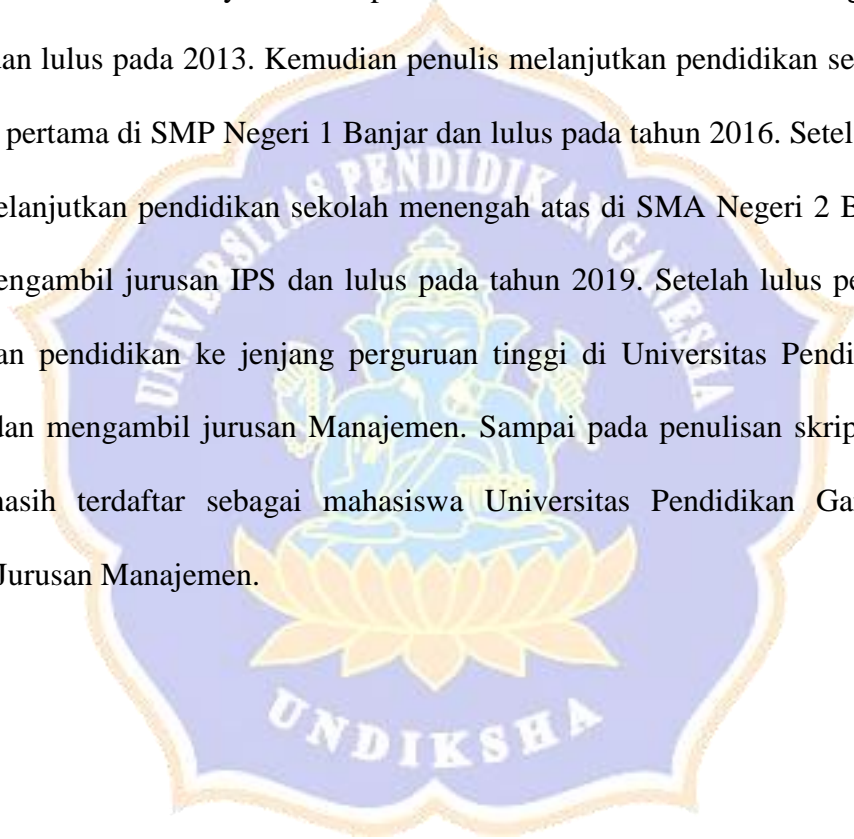 dan lulus pada 2013. Kemudian penulis melanjutkan pendidikan se
pertama di SMP Negeri 1 Banjar dan lulus pada tahun 2016. Setel
elanjutkan pendidikan sekolah menengah atas di SMA Negeri 2 B
engambil jurusan IPS dan lulus pada tahun 2019. Setelah lulus pe
an pendidikan ke jenjang perguruan tinggi di Universitas Pendi
dan mengambil jurusan Manajemen. Sampai pada penulisan skrip
asih terdaftar sebagai mahasiswa Universitas Pendidikan Ga
Jurusan Manajemen.
UNIVERSITAS PENDIDIKAN GANESHA
UNDIKSHA